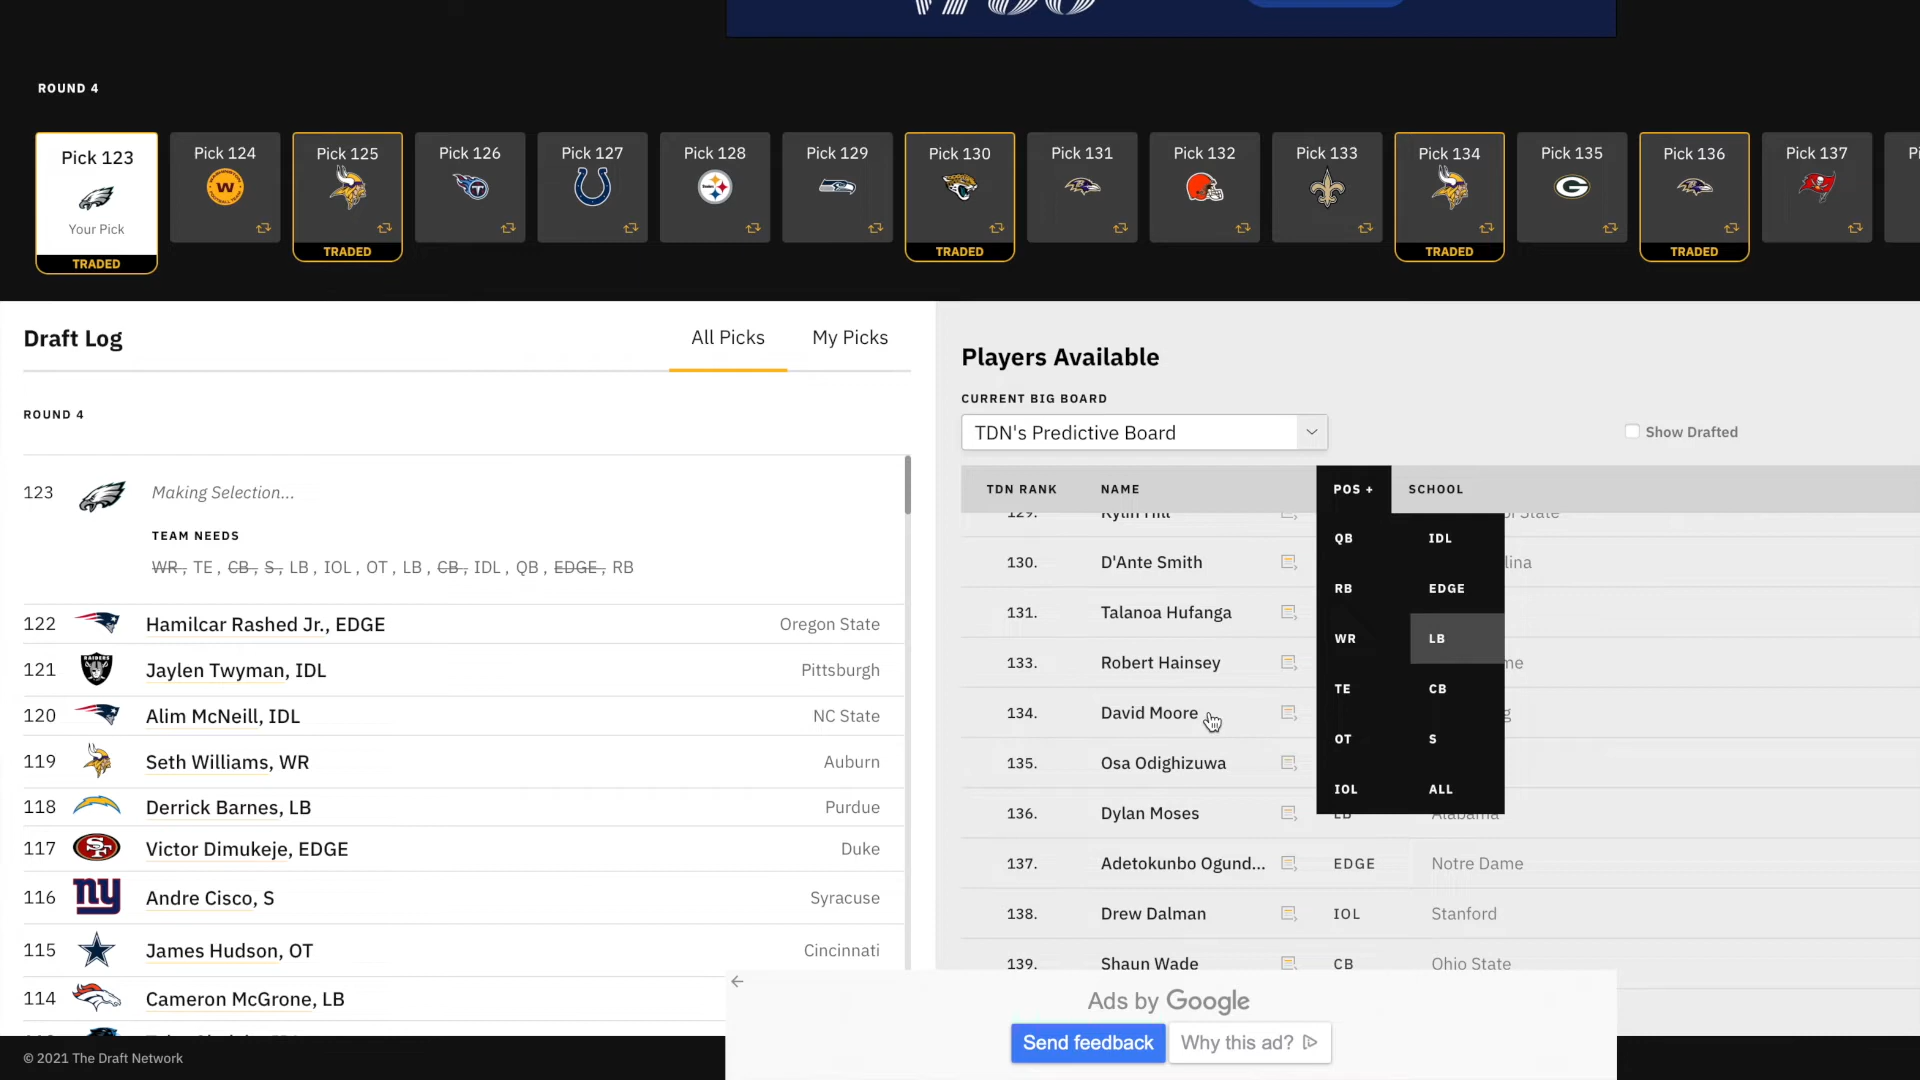 ROUND 4
Pick 123
Your Pick
TRADED
Pick 124
W
Pick 125
TRADED
Pick 126
Pick 127
Pick 128
Pick 129
Pick 130
TRADED
Pick 131
Pick 132
Pick 133
Pick 134
TRADED
Pick 135
G
Pick 136
TRADED
Pick 137
Draft Log
All Picks
My Picks
ROUND 4
123 Making Selection...
TEAM NEEDS
WR , TE , CB , S , LB , IOL , OT , LB , CB , IDL , QB , EDGE , RB
122 Hamilcar Rashed Jr., EDGE Oregon State
121 Jaylen Twyman, IDL Pittsburgh
120 Alim McNeill, IDL NC State
119 Seth Williams, WR Auburn
118 Derrick Barnes, LB Purdue
117 Victor Dimukeje, EDGE Duke
116 ny Andre Cisco, S Syracuse
115 James Hudson, OT Cincinnati
114 Cameron McGrone, LB
© 2021 The Draft Network
Players Available
CURRENT BIG BOARD
TDN's Predictive Board
Show Drafted
TDN RANK NAME POS + SCHOOL
129. Kylin Hill
130. D'Ante Smith
131. Talanoa Hufanga
133. Robert Hainsey
134. David Moore
135. Osa Odighizuwa
136. Dylan Moses LB Alabama
137. Adetokunbo Ogund... EDGE Notre Dame
138. Drew Dalman IOL Stanford
139. Shaun Wade CB Ohio State
QB IDL
RB EDGE
WR LB
TE CB
OT S
IOL ALL
Ads by Google
Send feedback
Why this ad?